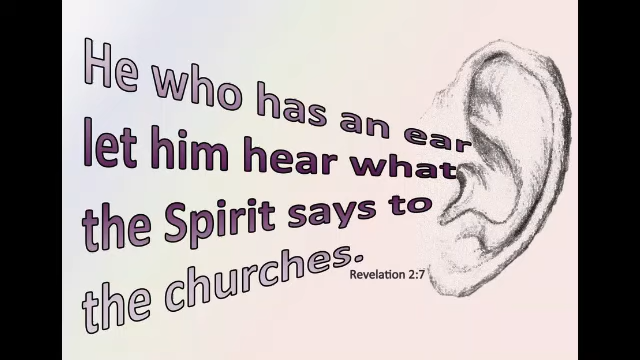 He who has an ear
let him hear what
the Spirit says to
the churches.
Revelation 2:7